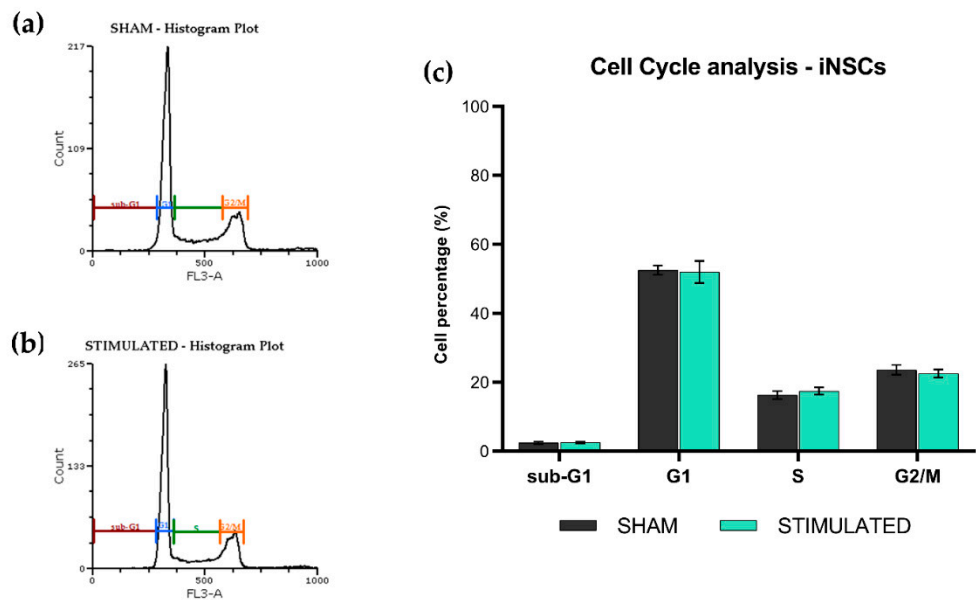 (a)
SHAM - Histogram Plot
217
109
0
Count
sub-G1
G1
G2/M
0
500
1000
FL3-A
(b)
STIMULATED - Histogram Plot
265
133
0
Count
sub-G1
G1
S
G2/M
0
500
1000
FL3-A
(c)
Cell Cycle analysis - iNSCs
Cell percentage (%)
100
80
60
40
20
0
sub-G1
G1
S
G2/M
SHAM
STIMULATED